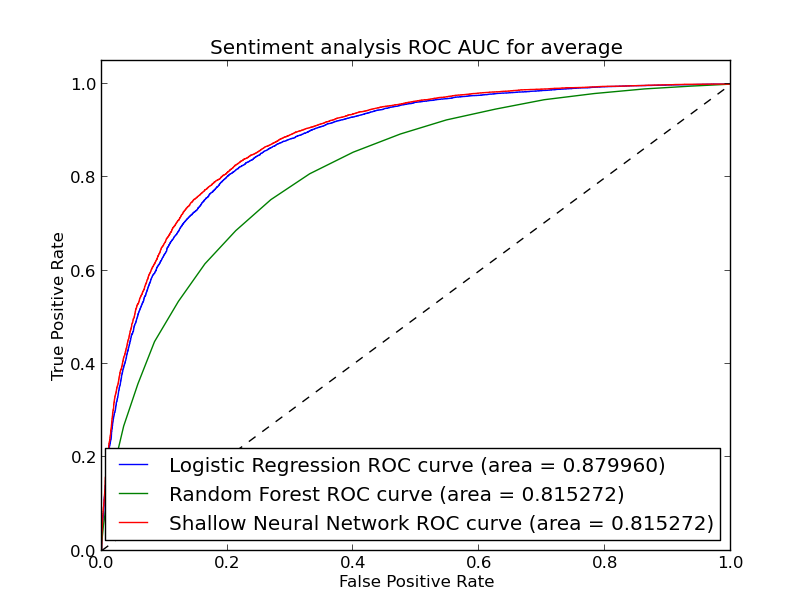 Sentiment analysis ROC AUC for average
True Positive Rate
1.0
0.8
0.6
0.4
0.2
0.0
Logistic Regression ROC curve (area = 0.879960)
Random Forest ROC curve (area = 0.815272)
Shallow Neural Network ROC curve (area = 0.815272)
0.0 0.2 0.4 0.6 0.8 1.0
False Positive Rate